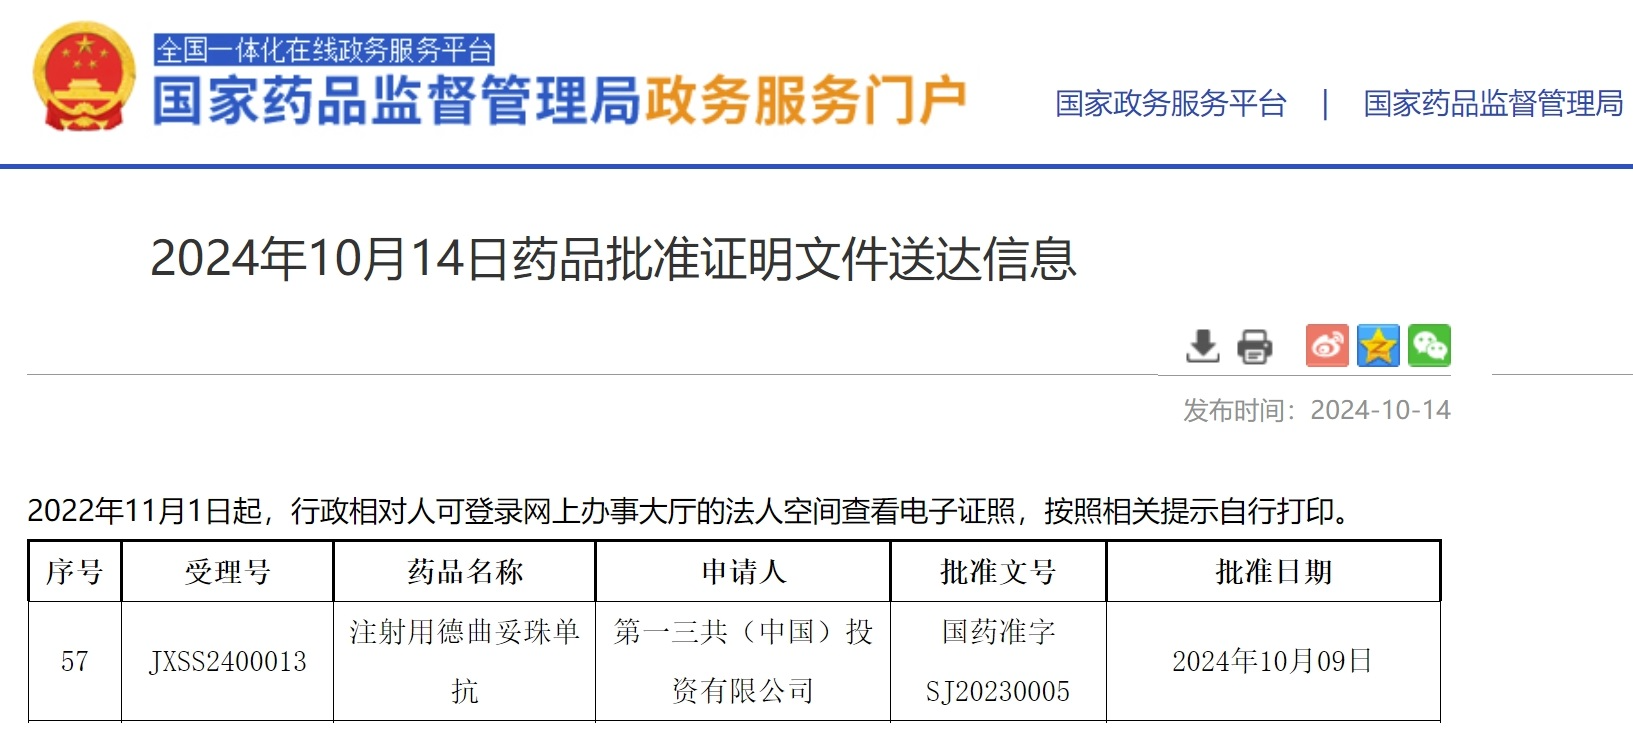 全国一体化在线政务服务平台
国家药品监督管理局政务服务门户
国家政务服务平台 | 国家药品监督管理局
2024年10月14日药品批准证明文件送达信息
发布时间：2024-10-14
2022年11月1日起，行政相对人可登录网上办事大厅的法人空间查看电子证照，按照相关提示自行打印。
序号 受理号 药品名称 申请人 批准文号 批准日期
57 JXSS2400013 注射用德曲妥珠单 第一三共（中国）投 国药准字 2024年10月09日
抗 资有限公司 SJ20230005